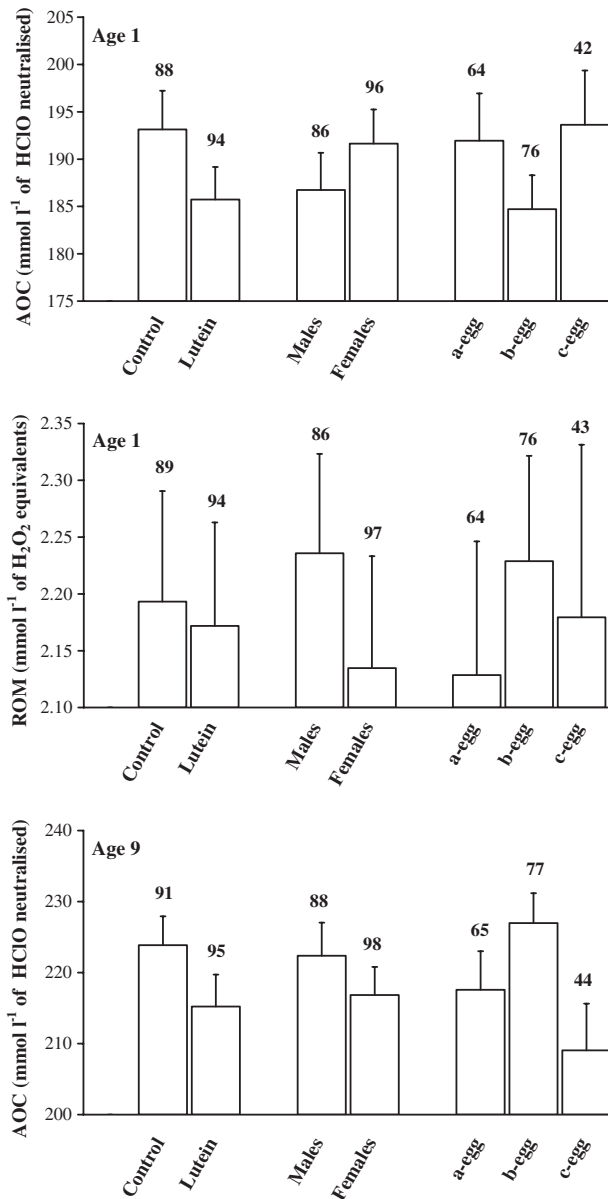 AOC (mmol l-1 of HClO neutralised)
205
200
195
190
185
180
175
Age 1
88
94
86
96
64
76
42
Control
Lutein
Males
Females
a-egg
b-egg
c-egg
ROM (mmol l-1 of H2O2 equivalents)
2.35
2.30
2.25
2.20
2.15
2.10
Age 1
89
94
86
97
64
76
43
Control
Lutein
Males
Females
a-egg
b-egg
c-egg
AOC (mmol l-1 of HClO neutralised)
240
230
220
210
200
Age 9
91
95
88
98
65
77
44
Control
Lutein
Males
Females
a-egg
b-egg
c-egg